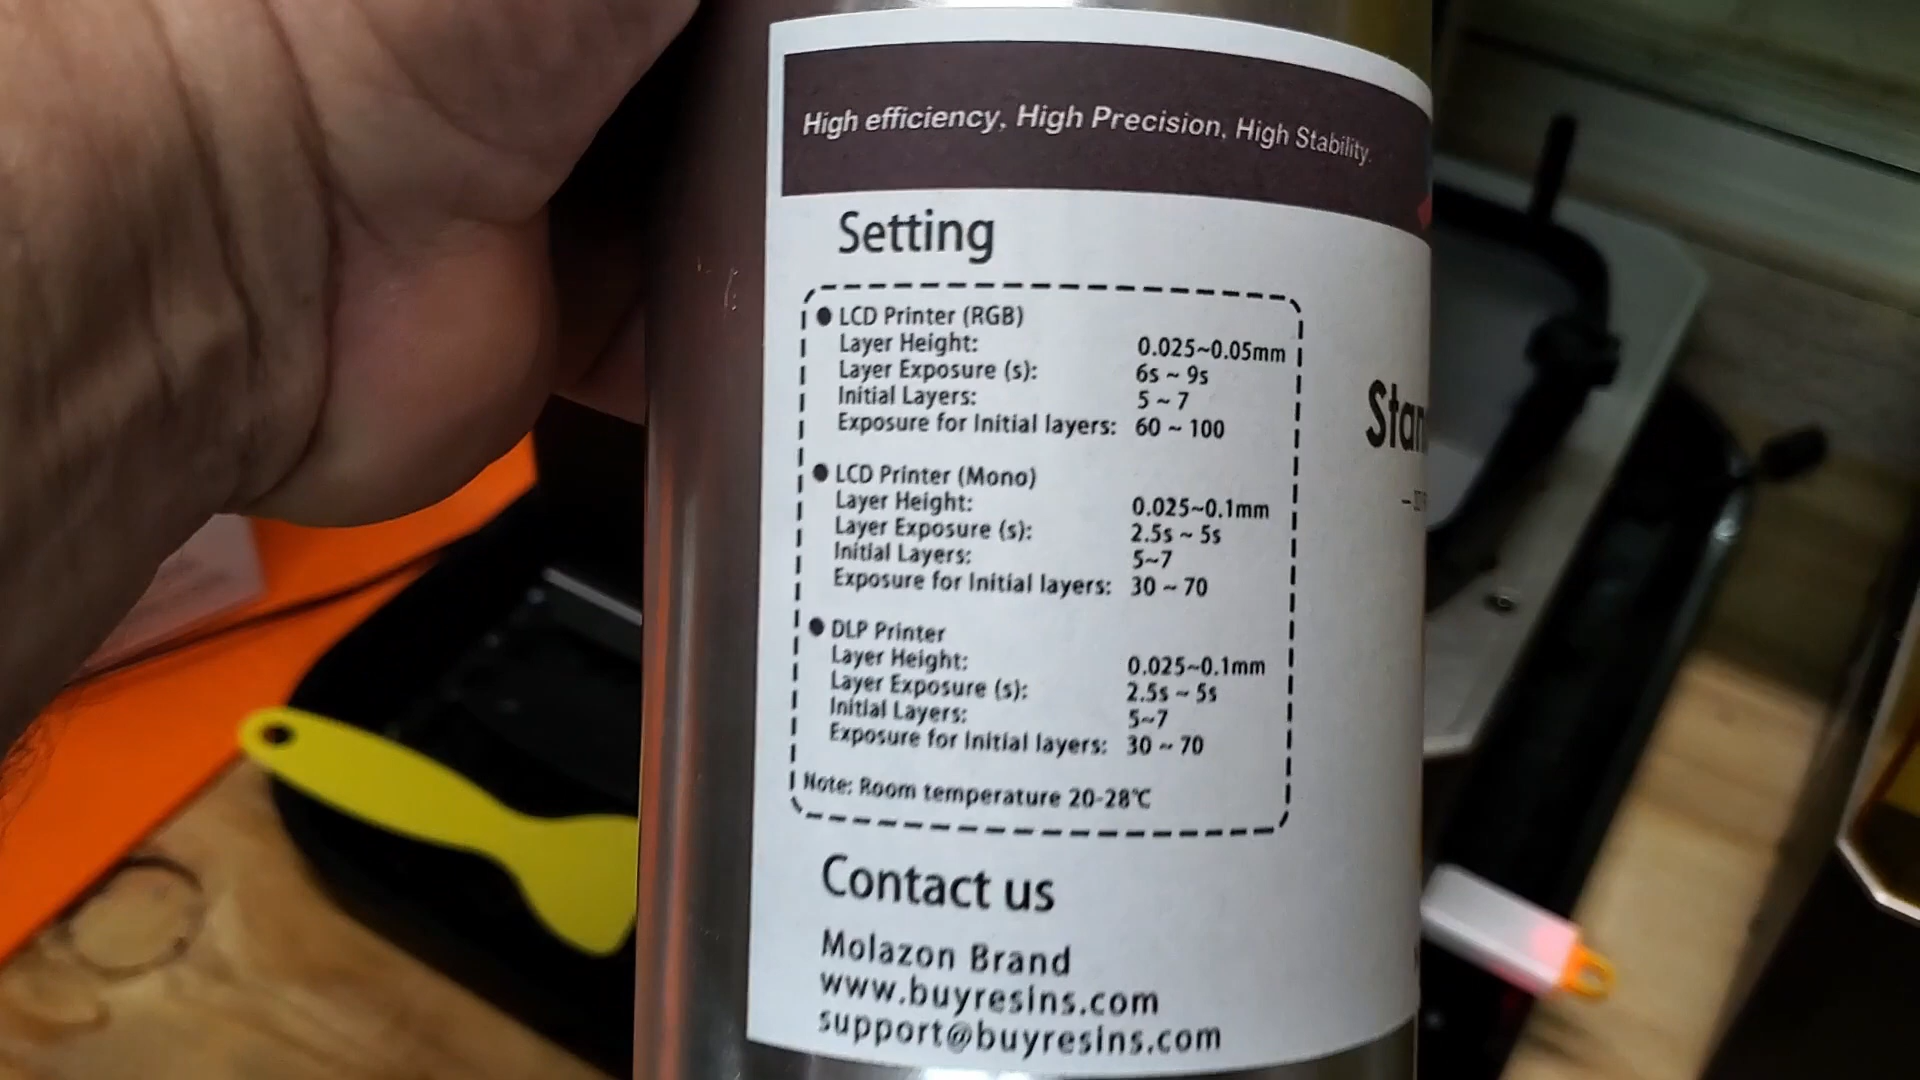 High efficiency, High Precision, High Stability.
Setting
● LCD Printer (RGB)
Layer Height: 0.025~0.05mm
Layer Exposure (s): 6s ~ 9s
Initial Layers: 5 ~ 7
Exposure for Initial layers: 60 ~ 100
● LCD Printer (Mono)
Layer Height: 0.025~0.1mm
Layer Exposure (s): 2.5s ~ 5s
Initial Layers: 5~7
Exposure for Initial layers: 30 ~ 70
● DLP Printer
Layer Height: 0.025~0.1mm
Layer Exposure (s): 2.5s ~ 5s
Initial Layers: 5~7
Exposure for Initial layers: 30 ~ 70
Note: Room temperature 20-28℃
Contact us
Molazon Brand
www.buyresins.com
support@buyresins.com
Stan